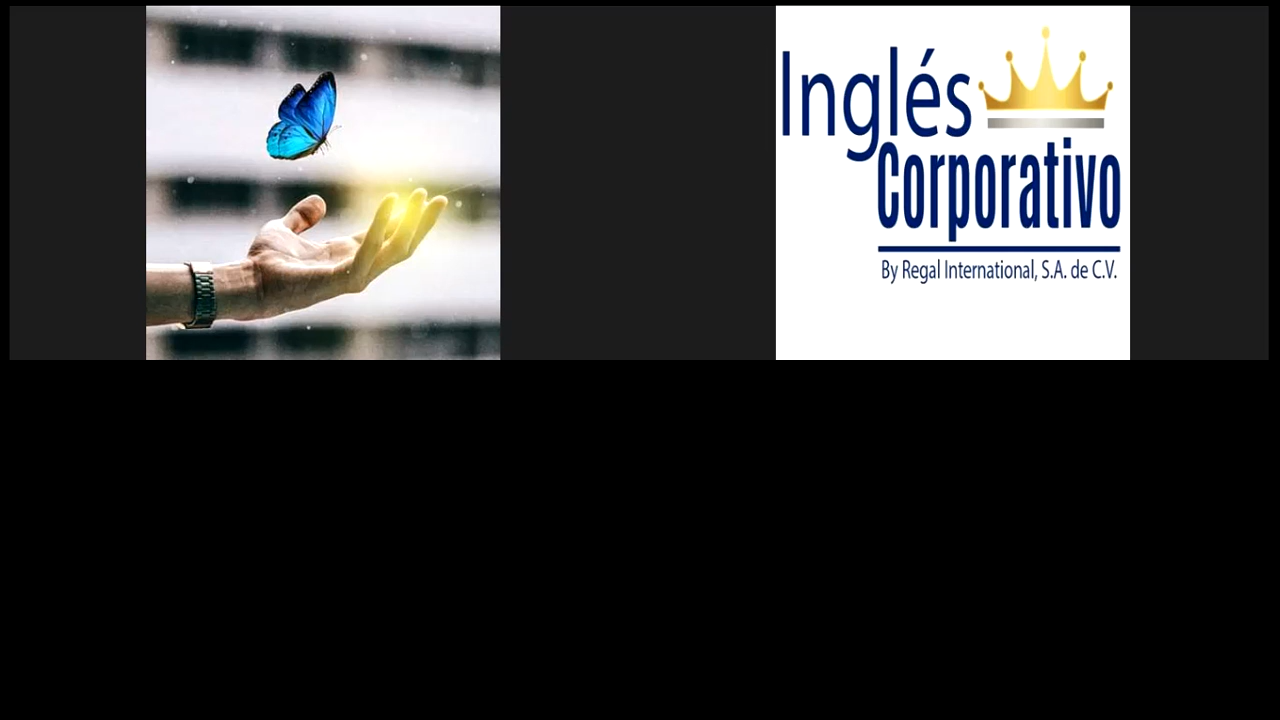 Inglés
Corporativo
By Regal International, S.A. de C.V.